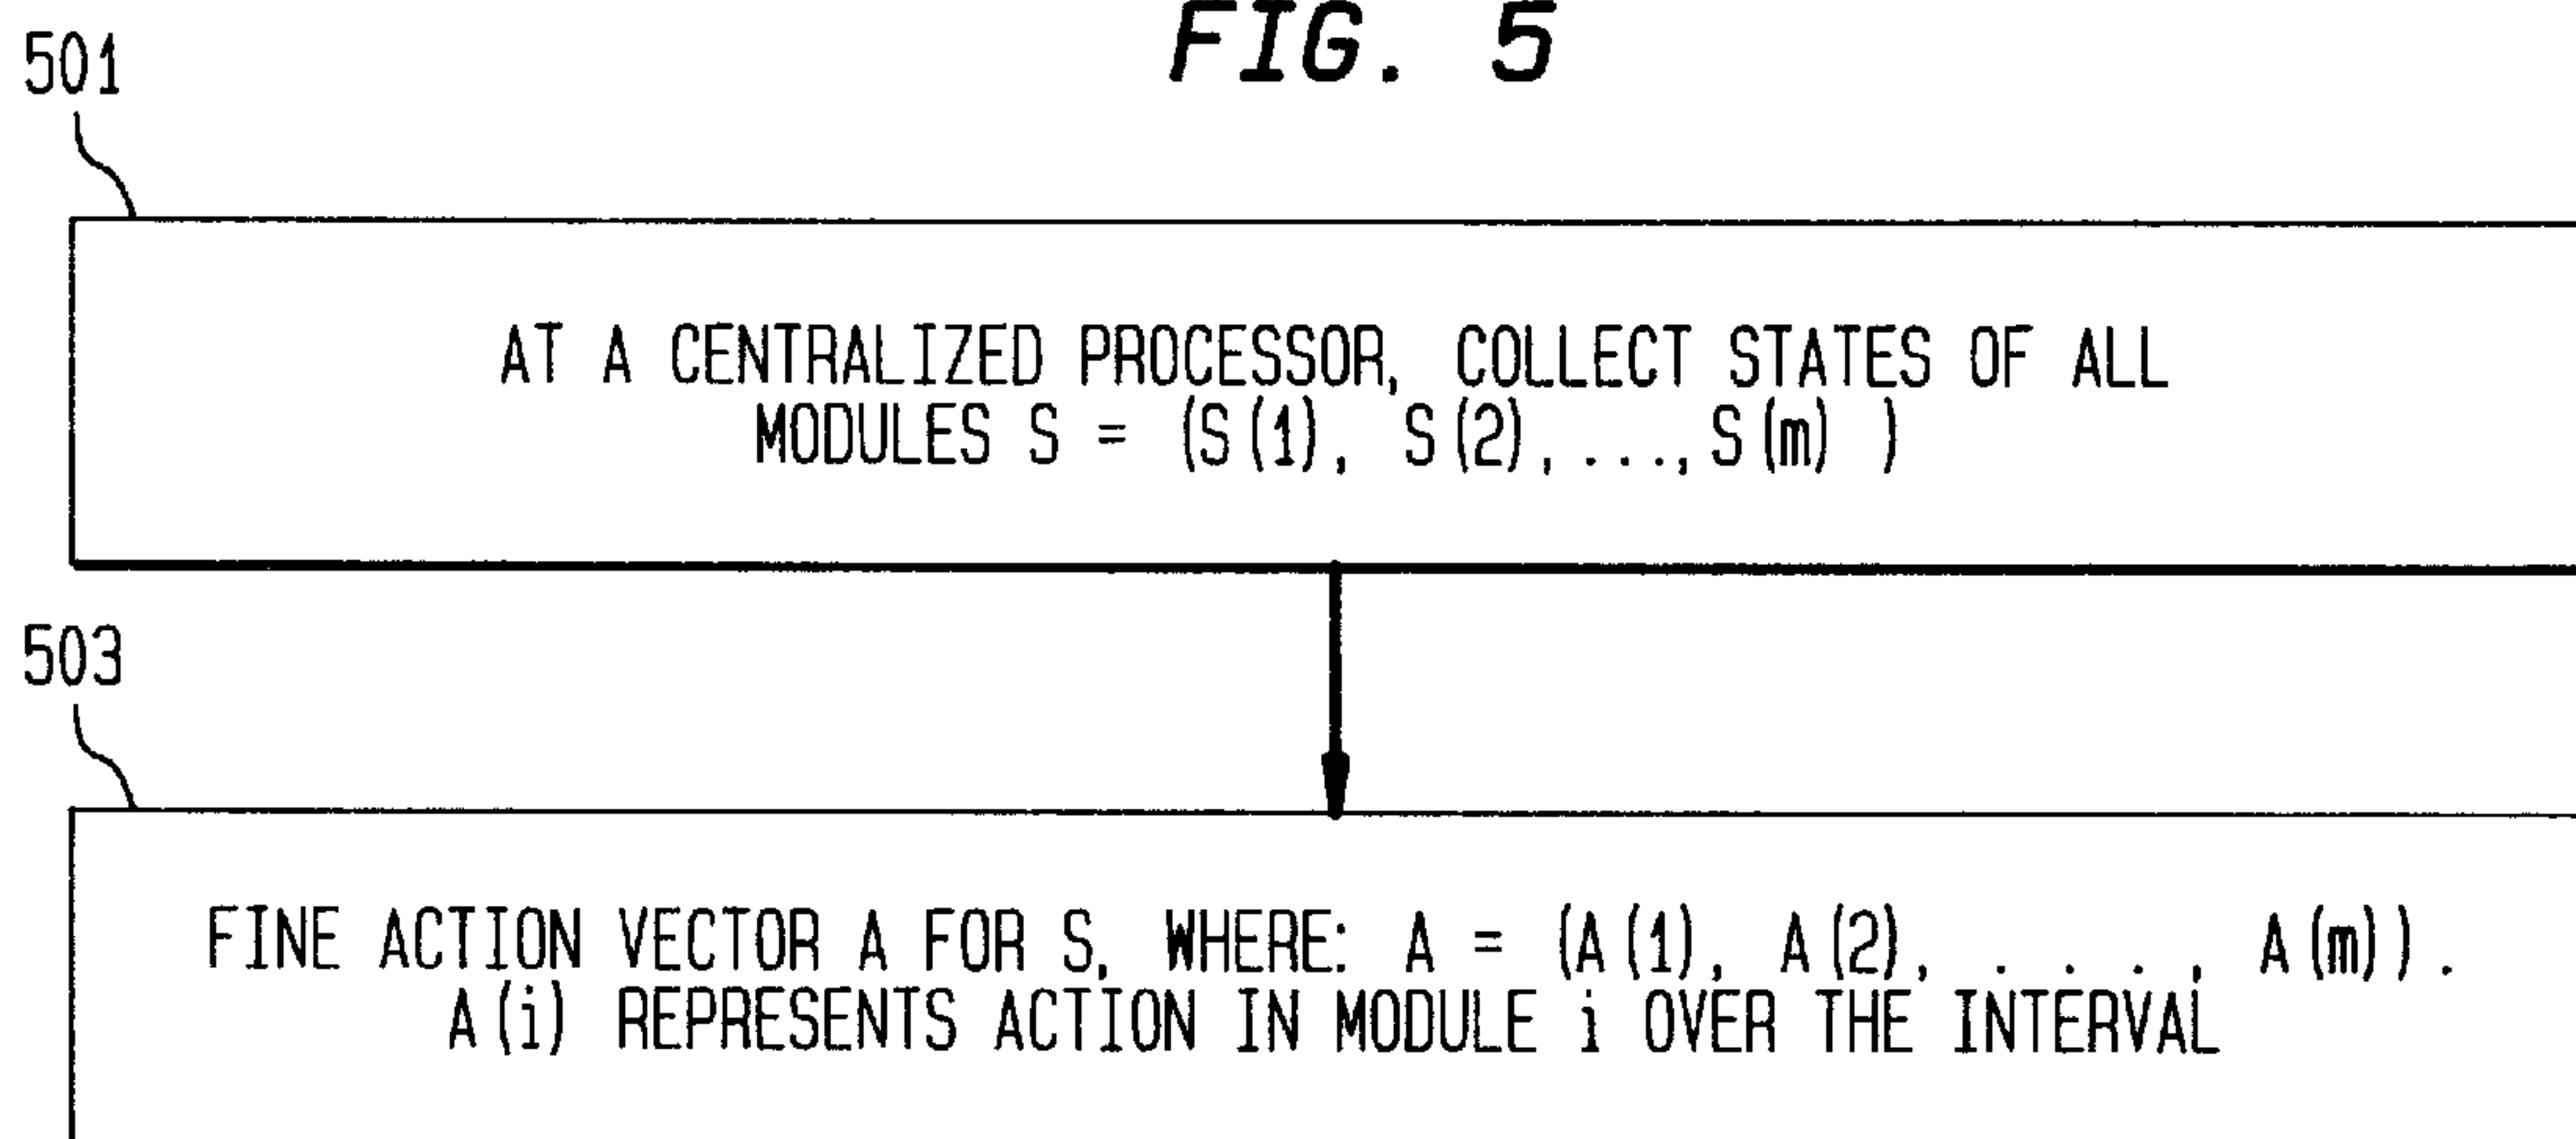 FIG. 5
501
AT A CENTRALIZED PROCESSOR, COLLECT STATES OF ALL
MODULES S = (S(1), S(2), ..., S(m) )
503
FINE ACTION VECTOR A FOR S, WHERE: A = (A(1), A(2), . . . , A(m)).
A(i) REPRESENTS ACTION IN MODULE i OVER THE INTERVAL